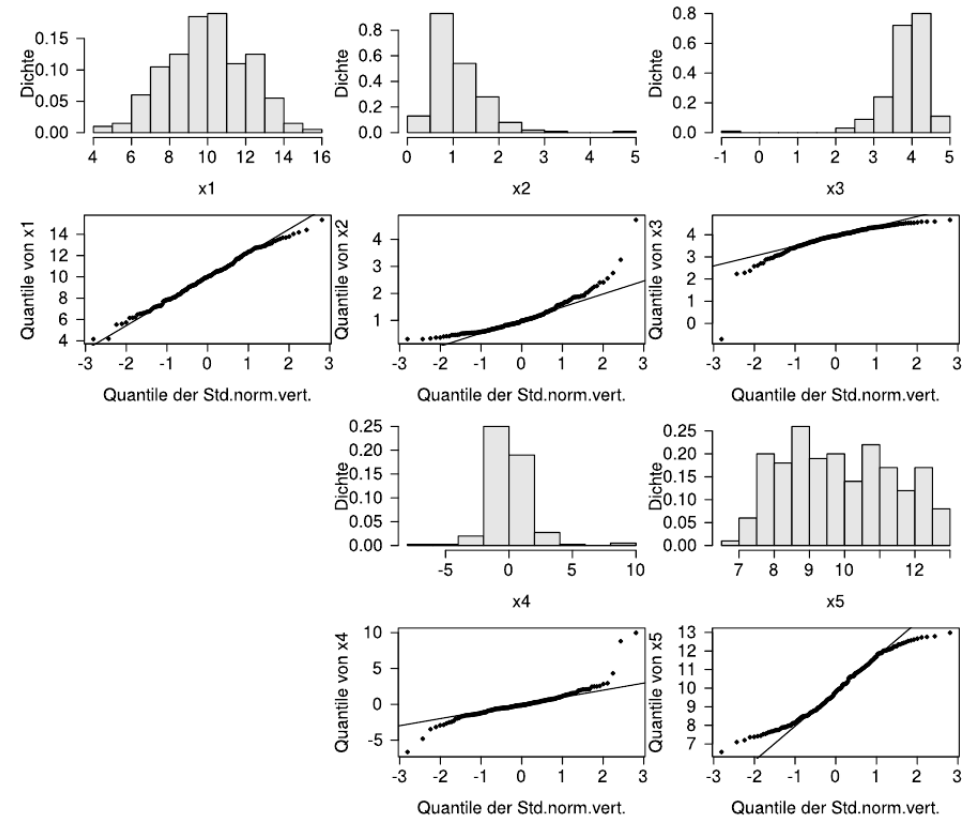 Dichte
0.15
0.10
0.05
0.00
4 6 8 10 12 14 16
x1
Dichte
0.8
0.6
0.4
0.2
0.0
0 1 2 3 4 5
x2
Dichte
0.8
0.6
0.4
0.2
0.0
-1 0 1 2 3 4 5
x3
Quantile von x1
14
12
10
8
6
4
-3 -2 -1 0 1 2 3
Quantile der Std.norm.vert.
Quantile von x2
4
3
2
1
-3 -2 -1 0 1 2 3
Quantile der Std.norm.vert.
Quantile von x3
4
3
2
1
0
-3 -2 -1 0 1 2 3
Quantile der Std.norm.vert.
Dichte
0.25
0.20
0.15
0.10
0.05
0.00
-5 0 5 10
x4
Dichte
0.25
0.20
0.15
0.10
0.05
0.00
7 8 9 10 12
x5
Quantile von x4
10
5
0
-5
-3 -2 -1 0 1 2 3
Quantile der Std.norm.vert.
Quantile von x5
13
12
11
10
9
8
7
-3 -2 -1 0 1 2 3
Quantile der Std.norm.vert.